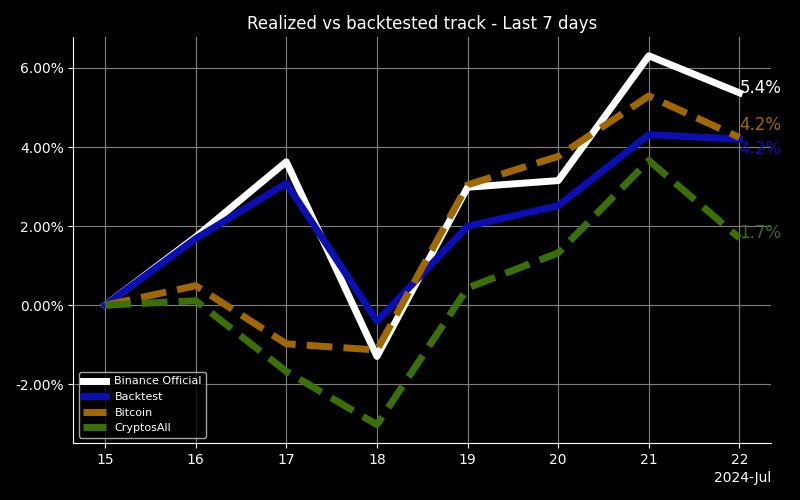 Realized vs backtested track - Last 7 days
6.00%
4.00%
2.00%
0.00%
-2.00%
5.4%
4.2%
4.2%
1.7%
Binance Official
Backtest
Bitcoin
CryptosAll
15 16 17 18 19 20 21 22
2024-Jul